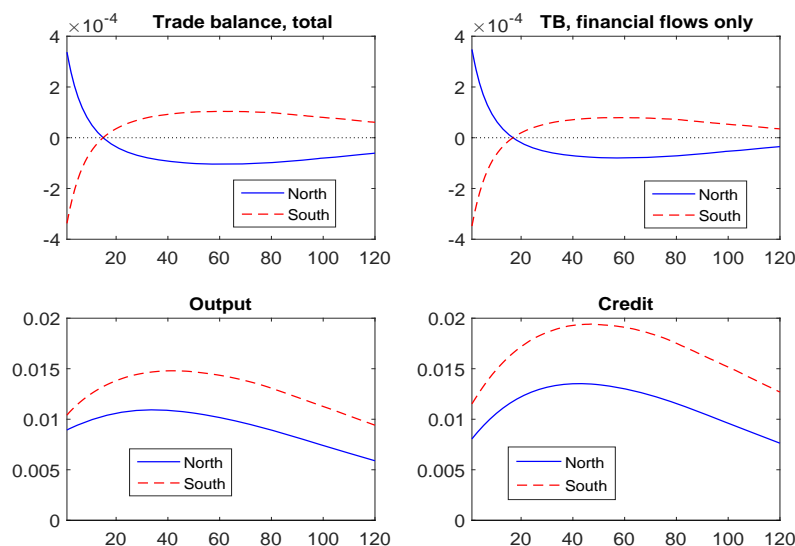 Trade balance, total
×10⁻⁴
4
2
0
-2
-4
20 40 60 80 100 120
North
South
TB, financial flows only
×10⁻⁴
4
2
0
-2
-4
20 40 60 80 100 120
North
South
Output
0.02
0.015
0.01
0.005
0
20 40 60 80 100 120
North
South
Credit
0.02
0.015
0.01
0.005
0
20 40 60 80 100 120
North
South